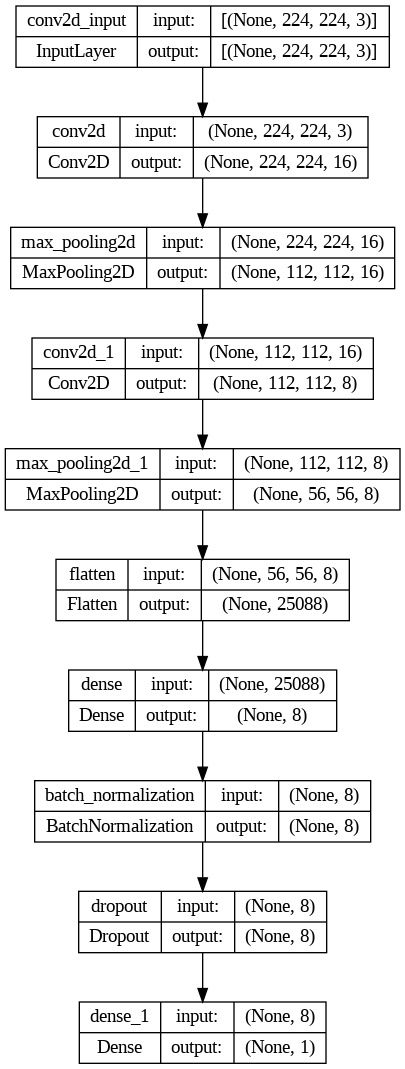 conv2d_input input: [(None, 224, 224, 3)]
InputLayer output: [(None, 224, 224, 3)]
conv2d input: (None, 224, 224, 3)
Conv2D output: (None, 224, 224, 16)
max_pooling2d input: (None, 224, 224, 16)
MaxPooling2D output: (None, 112, 112, 16)
conv2d_1 input: (None, 112, 112, 16)
Conv2D output: (None, 112, 112, 8)
max_pooling2d_1 input: (None, 112, 112, 8)
MaxPooling2D output: (None, 56, 56, 8)
flatten input: (None, 56, 56, 8)
Flatten output: (None, 25088)
dense input: (None, 25088)
Dense output: (None, 8)
batch_normalization input: (None, 8)
BatchNormalization output: (None, 8)
dropout input: (None, 8)
Dropout output: (None, 8)
dense_1 input: (None, 8)
Dense output: (None, 1)